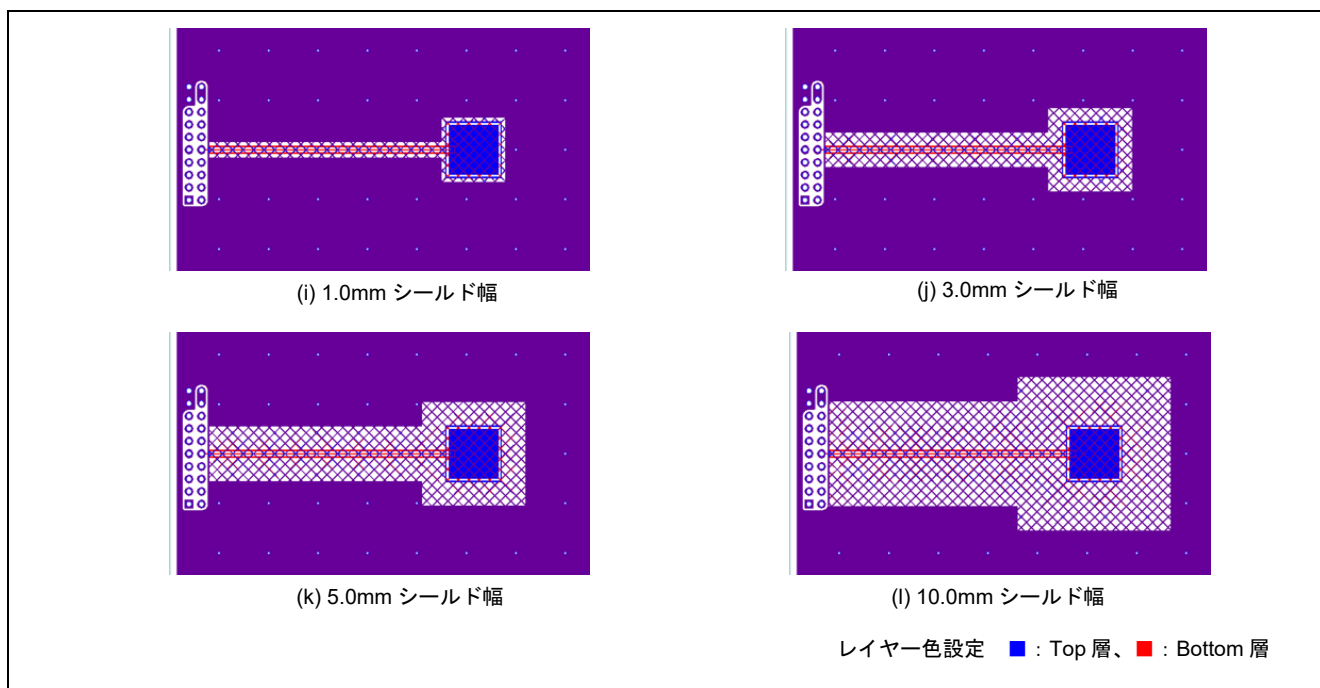 (i) 1.0mm シールド幅
(j) 3.0mm シールド幅
(k) 5.0mm シールド幅
(l) 10.0mm シールド幅
レイヤー色設定 ■：Top 層、■：Bottom 層